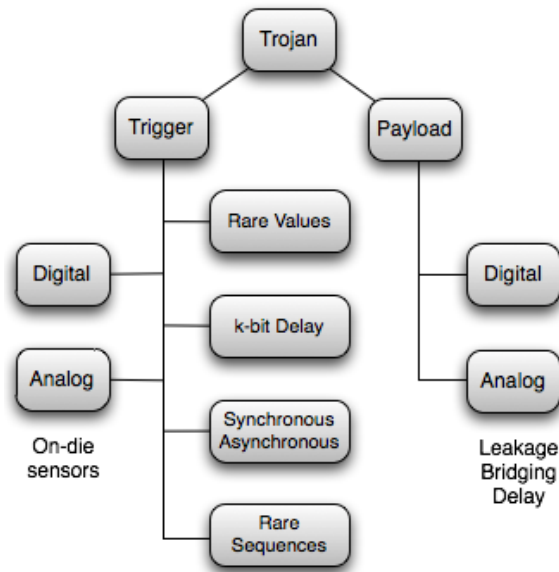 Trojan
Trigger
Payload
Rare Values
Digital
Digital
k-bit Delay
Analog
Analog
On-die
sensors
Synchronous
Asynchronous
Leakage
Bridging
Delay
Rare
Sequences